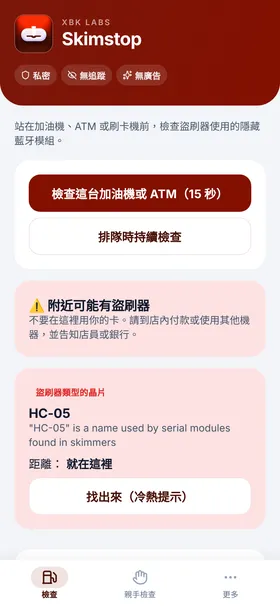 XBK LABS
Skimstop
私密
無追蹤
無廣告
站在加油機、ATM 或刷卡機前，檢查盜刷器使用的隱藏
藍牙模組。
檢查這台加油機或 ATM（15 秒）
排隊時持續檢查
⚠️ 附近可能有盜刷器
不要在這裡用你的卡。請到店內付款或使用其他機
器，並告知店員或銀行。
盜刷器類型的晶片
HC-05
"HC-05" is a name used by serial modules
found in skimmers
距離： 就在這裡
找出來（冷熱提示）
檢查
親手檢查
更多